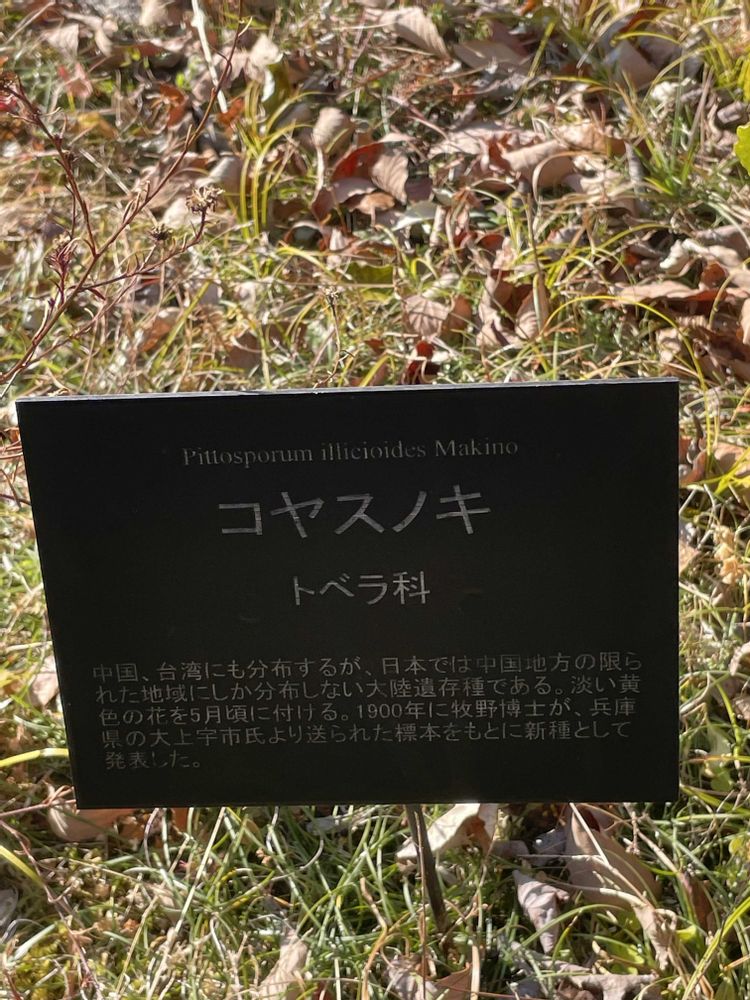 Pittosporum illicioides Makino
コヤスノキ
トベラ科
中国、台湾にも分布するが、日本では中国地方の限ら
れた地域にしか分布しない大陸遺存種である。淡い黄
色の花を5月頃に付ける。1900年に牧野博士が、兵庫
県の大上宇市氏より送られた標本をもとに新種として
発表した。